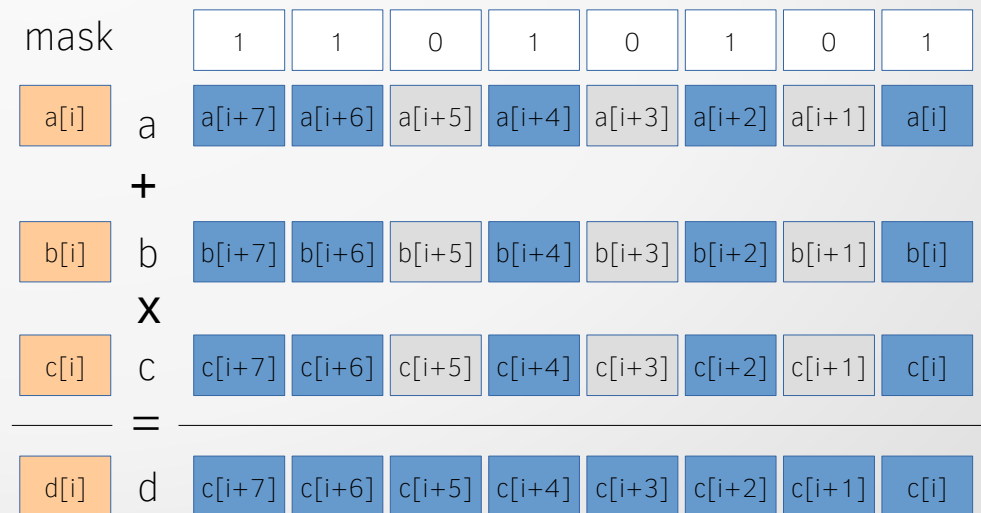 mask 1 1 0 1 0 1 0 1
a[i] a a[i+7] a[i+6] a[i+5] a[i+4] a[i+3] a[i+2] a[i+1] a[i]
+
b[i] b b[i+7] b[i+6] b[i+5] b[i+4] b[i+3] b[i+2] b[i+1] b[i]
x
c[i] c c[i+7] c[i+6] c[i+5] c[i+4] c[i+3] c[i+2] c[i+1] c[i]
=
d[i] d c[i+7] c[i+6] c[i+5] c[i+4] c[i+3] c[i+2] c[i+1] c[i]